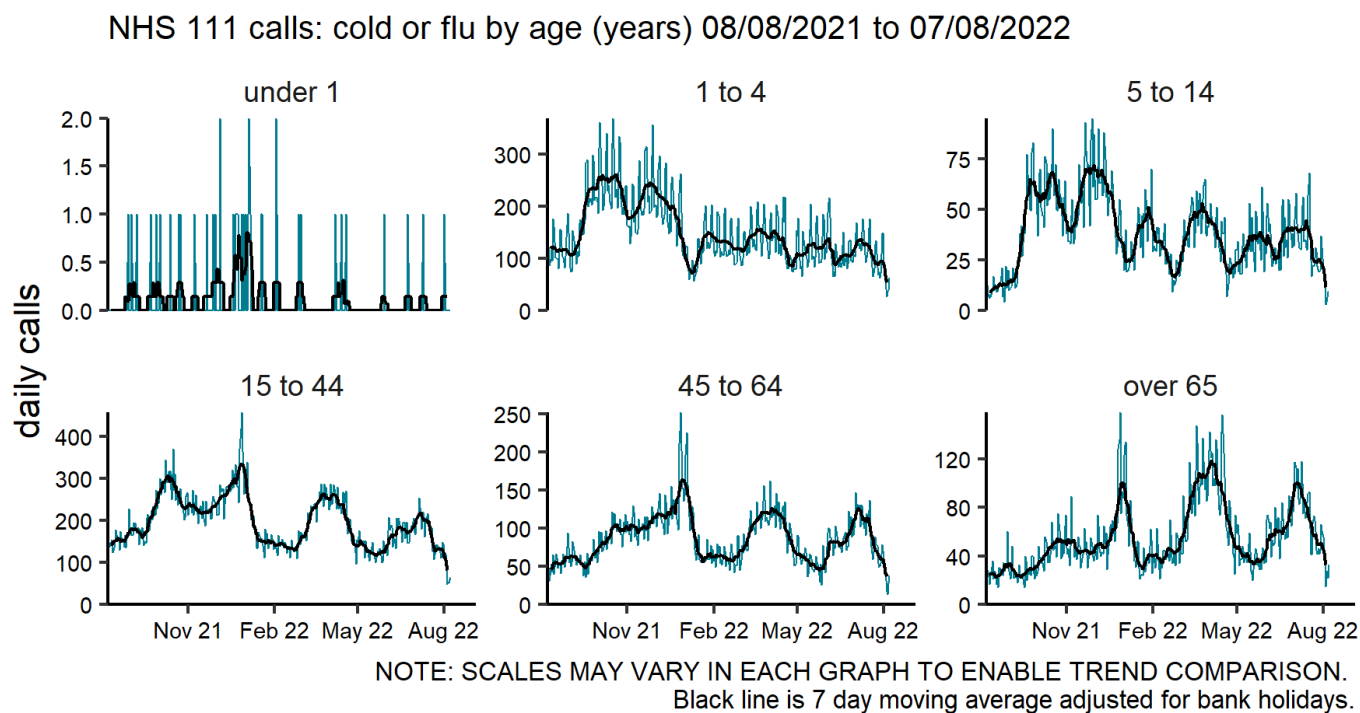 NHS 111 calls: cold or flu by age (years) 08/08/2021 to 07/08/2022
daily calls
under 1
2.0
1.5
1.0
0.5
0.0
1 to 4
300
200
100
0
5 to 14
75
50
25
0
15 to 44
400
300
200
100
0
Nov 21 Feb 22 May 22 Aug 22
45 to 64
250
200
150
100
50
0
Nov 21 Feb 22 May 22 Aug 22
over 65
120
80
40
0
Nov 21 Feb 22 May 22 Aug 22
NOTE: SCALES MAY VARY IN EACH GRAPH TO ENABLE TREND COMPARISON.
Black line is 7 day moving average adjusted for bank holidays.